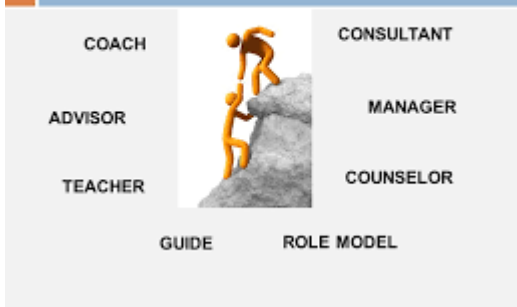 COACH
CONSULTANT
ADVISOR
MANAGER
TEACHER
COUNSELOR
GUIDE
ROLE MODEL